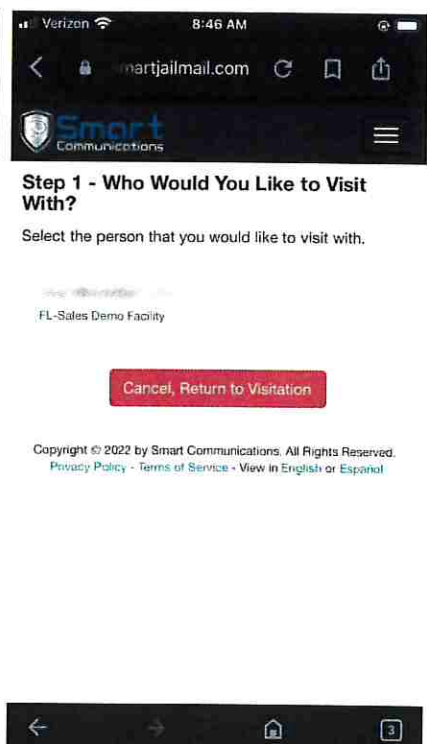 Verizon
8:46 AM
martjailmail.com
Smart
Communications
Step 1 - Who Would You Like to Visit
With?
Select the person that you would like to visit with.
FL-Sales Demo Facility
Cancel, Return to Visitation
Copyright © 2022 by Smart Communications. All Rights Reserved.
Privacy Policy - Terms of Service - View in English or Español
3